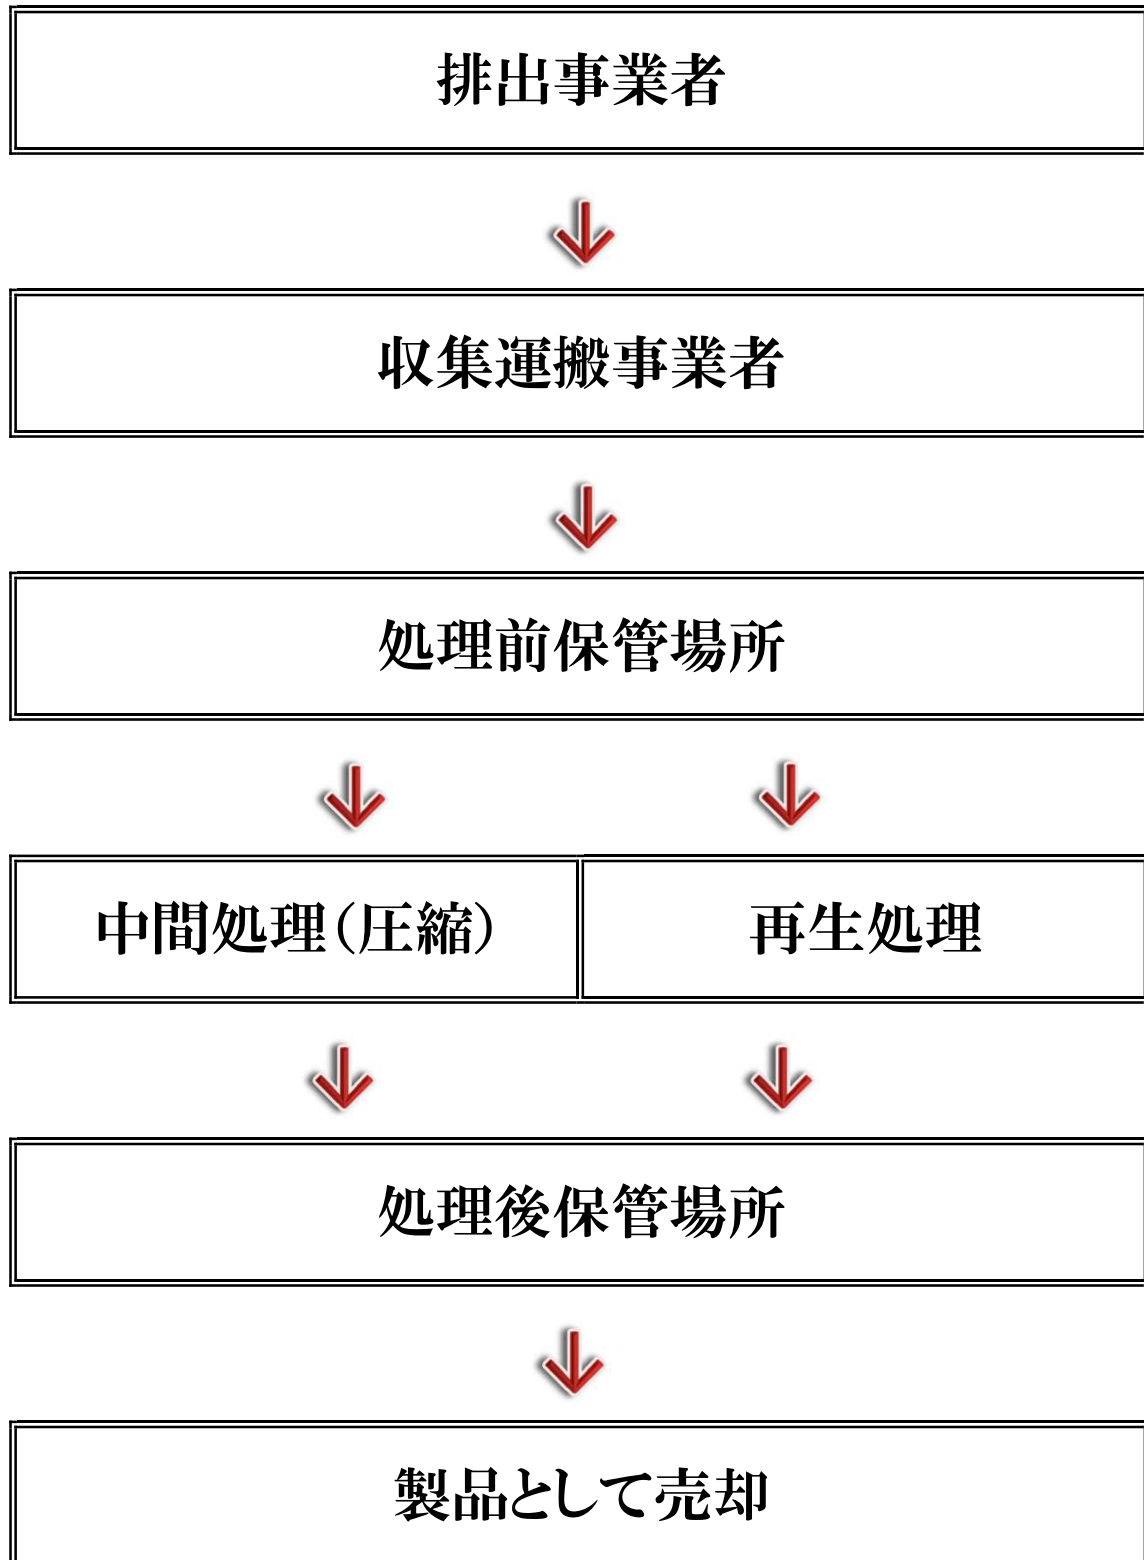 排出事業者
収集運搬事業者
処理前保管場所
中間処理(圧縮)
再生処理
処理後保管場所
製品として売却